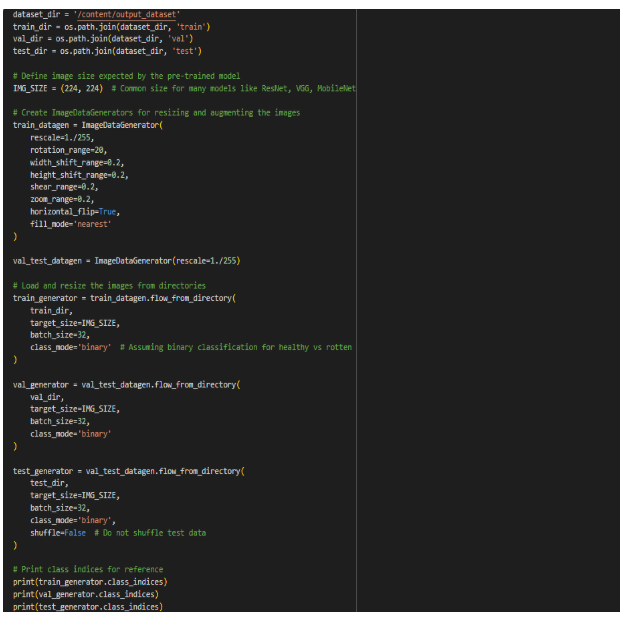 dataset_dir = '/content/output_dataset'
train_dir = os.path.join(dataset_dir, 'train')
val_dir = os.path.join(dataset_dir, 'val')
test_dir = os.path.join(dataset_dir, 'test')
# Define image size expected by the pre-trained model
IMG_SIZE = (224, 224)  # Common size for many models like ResNet, VGG, MobileNet
# Create ImageDataGenerators for resizing and augmenting the images
train_datagen = ImageDataGenerator(
    rescale=1./255,
    rotation_range=20,
    width_shift_range=0.2,
    height_shift_range=0.2,
    shear_range=0.2,
    zoom_range=0.2,
    horizontal_flip=True,
    fill_mode='nearest'
)
val_test_datagen = ImageDataGenerator(rescale=1./255)
# Load and resize the images from directories
train_generator = train_datagen.flow_from_directory(
    train_dir,
    target_size=IMG_SIZE,
    batch_size=32,
    class_mode='binary'  # Assuming binary classification for healthy vs rotten
)
val_generator = val_test_datagen.flow_from_directory(
    val_dir,
    target_size=IMG_SIZE,
    batch_size=32,
    class_mode='binary'
)
test_generator = val_test_datagen.flow_from_directory(
    test_dir,
    target_size=IMG_SIZE,
    batch_size=32,
    class_mode='binary',
    shuffle=False  # Do not shuffle test data
)
# Print class indices for reference
print(train_generator.class_indices)
print(val_generator.class_indices)
print(test_generator.class_indices)